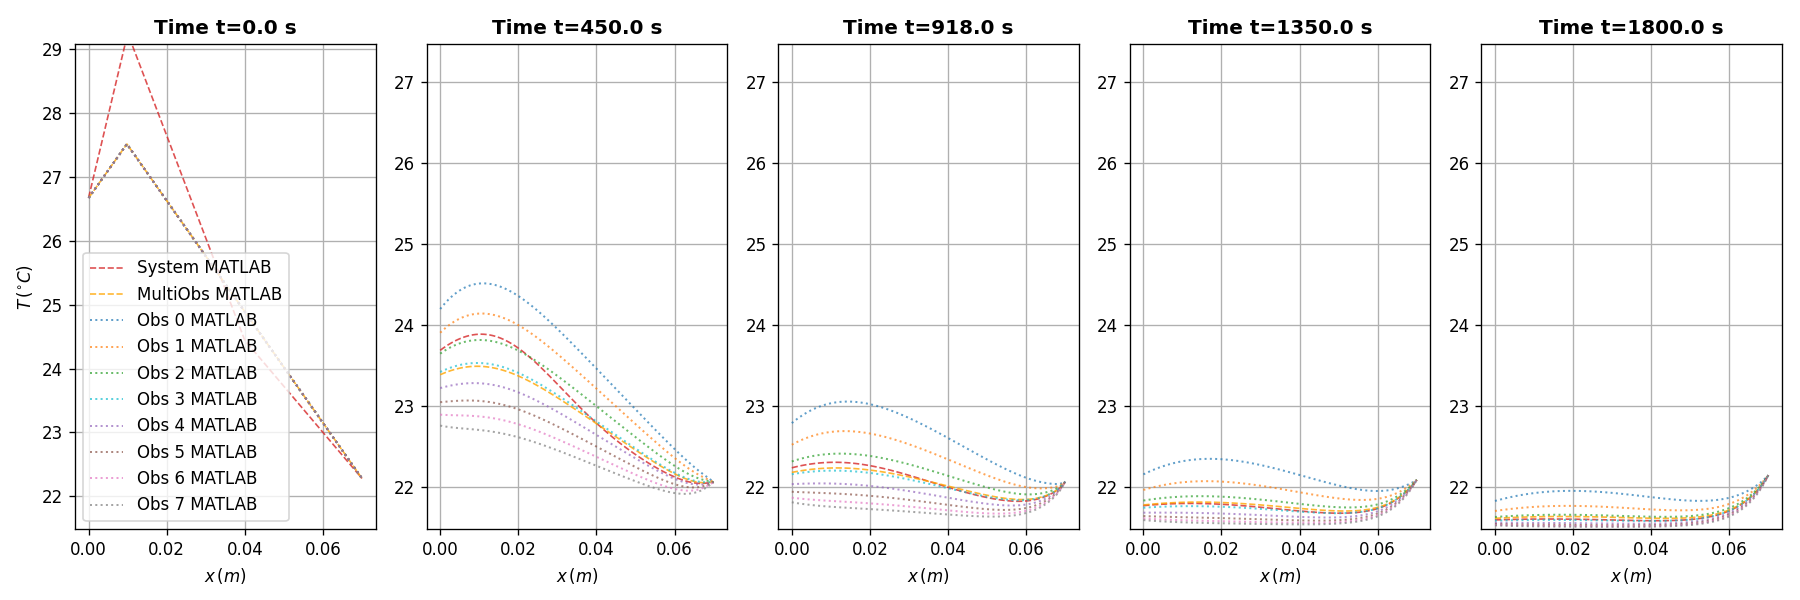 Time t=0.0 s
Time t=450.0 s
Time t=918.0 s
Time t=1350.0 s
Time t=1800.0 s
T (°C)
29
28
27
26
25
24
23
22
System MATLAB
MultiObs MATLAB
Obs 0 MATLAB
Obs 1 MATLAB
Obs 2 MATLAB
Obs 3 MATLAB
Obs 4 MATLAB
Obs 5 MATLAB
Obs 6 MATLAB
Obs 7 MATLAB
0.00 0.02 0.04 0.06
x (m)
27
26
25
24
23
22
0.00 0.02 0.04 0.06
x (m)
27
26
25
24
23
22
0.00 0.02 0.04 0.06
x (m)
27
26
25
24
23
22
0.00 0.02 0.04 0.06
x (m)
27
26
25
24
23
22
0.00 0.02 0.04 0.06
x (m)